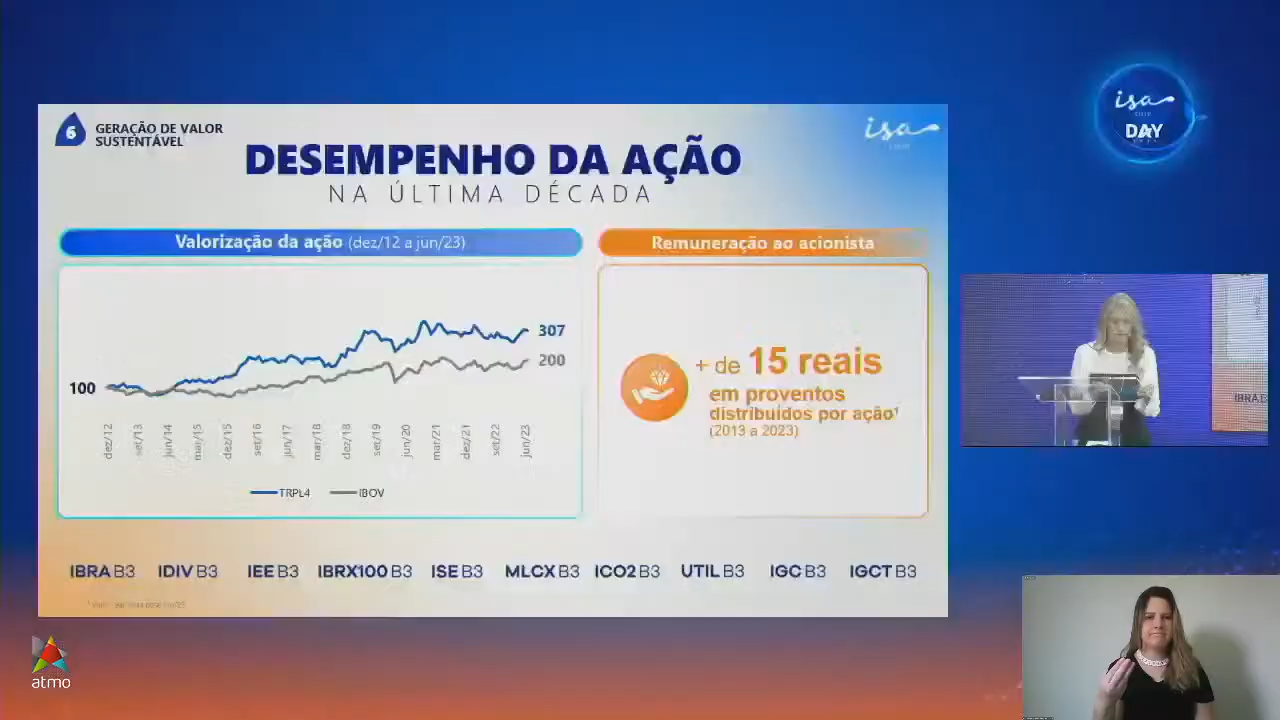 6
GERAÇÃO DE VALOR
SUSTENTÁVEL
isa
DESEMPENHO DA AÇÃO
NA ÚLTIMA DÉCADA
Valorização da ação (dez/12 a jun/23)
100
307
200
dez/12
set/13
jun/14
mar/15
dez/15
set/16
jun/17
mar/18
dez/18
set/19
jun/20
mar/21
dez/21
set/22
jun/23
TRPL4
IBOV
Remuneração ao acionista
+ de 15 reais
em proventos
distribuídos por ação¹
(2013 a 2023)
IBRA B3 IDIV B3 IEE B3 IBRX100 B3 ISE B3 MLCX B3 ICO2 B3 UTIL B3 IGC B3 IGCT B3
isa
DAY
atmo